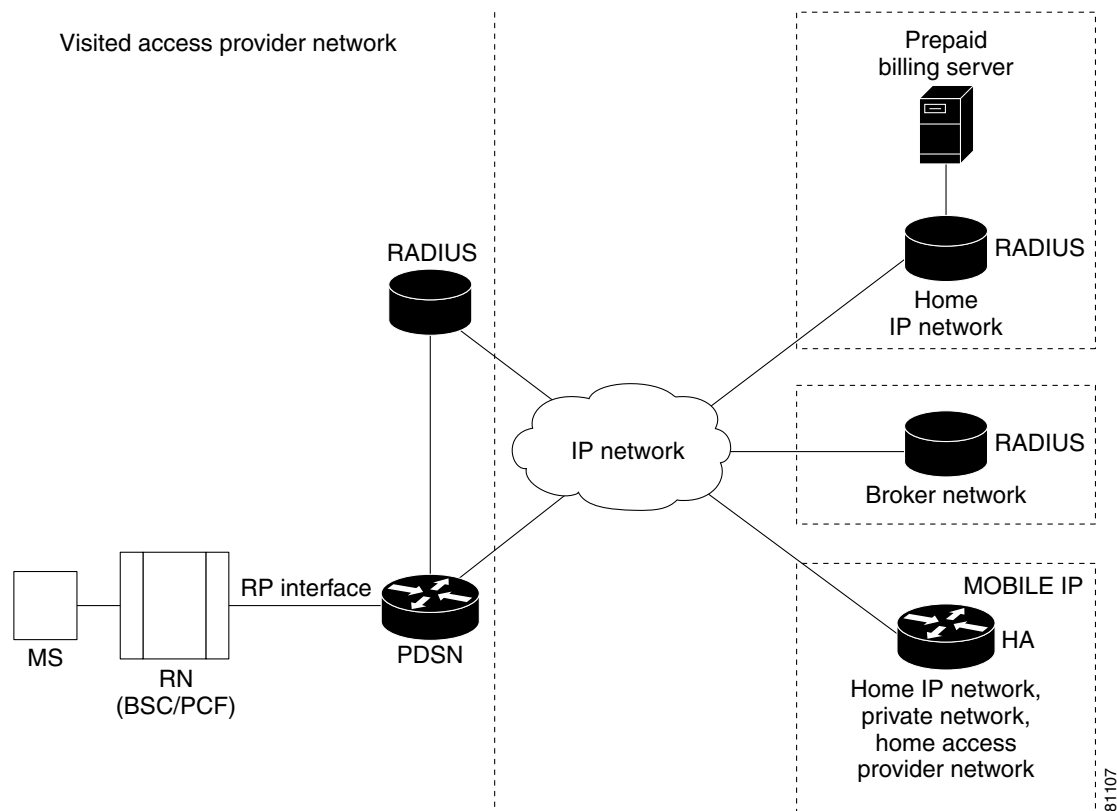 Visited access provider network
Prepaid
billing server
RADIUS
RADIUS
Home
IP network
IP network
RADIUS
Broker network
RP interface
MS
RN
(BSC/PCF)
PDSN
MOBILE IP
HA
Home IP network,
private network,
home access
provider network
81107